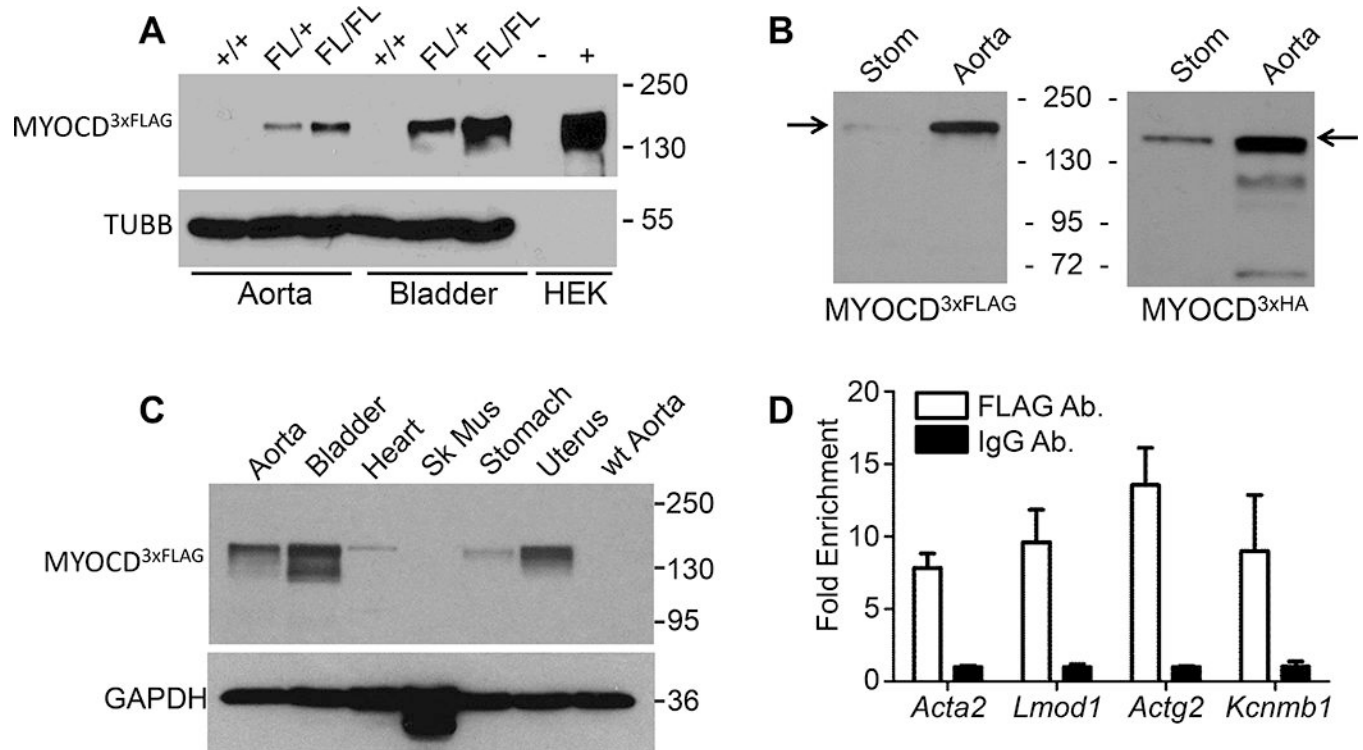 A
+/+ FL/+ FL/FL +/+ FL/+ FL/FL - +
MYOCD3xFLAG
- 250
- 130
TUBB
- 55
Aorta Bladder HEK
B
Stom Aorta Stom Aorta
- 250 -
- 130 -
- 95 -
- 72 -
MYOCD3xFLAG MYOCD3xHA
C
Aorta Bladder Heart Sk Mus Stomach Uterus wt Aorta
MYOCD3xFLAG
-250
-130
-95
GAPDH
-36
D
FLAG Ab.
IgG Ab.
Fold Enrichment
20
15
10
5
0
Acta2 Lmod1 Actg2 Kcnmb1